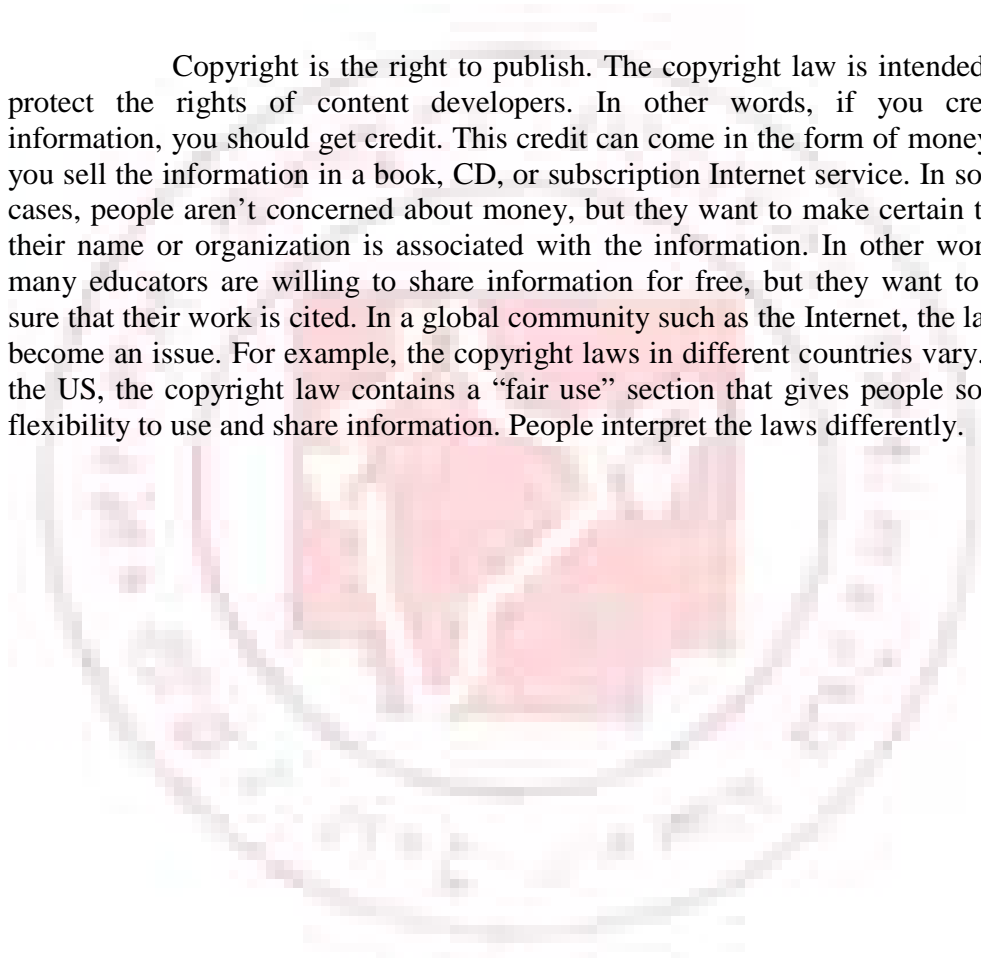 Copyright is the right to publish. The copyright law is intended
protect the rights of content developers. In other words, if you cre
information, you should get credit. This credit can come in the form of money
you sell the information in a book, CD, or subscription Internet service. In so
cases, people aren’t concerned about money, but they want to make certain t
their name or organization is associated with the information. In other wor
many educators are willing to share information for free, but they want to
sure that their work is cited. In a global community such as the Internet, the la
become an issue. For example, the copyright laws in different countries vary.
the US, the copyright law contains a “fair use” section that gives people so
flexibility to use and share information. People interpret the laws differently.